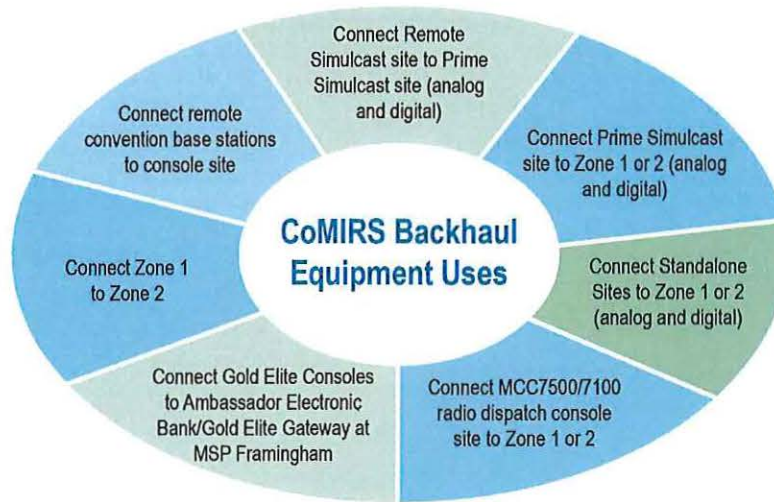 Connect Remote
Simulcast site to Prime
Simulcast site (analog
and digital)
Connect Prime Simulcast
site to Zone 1 or 2 (analog
and digital)
Connect Standalone
Sites to Zone 1 or 2
(analog and digital)
Connect MCC7500/7100
radio dispatch console
site to Zone 1 or 2
Connect Gold Elite Consoles
to Ambassador Electronic
Bank/Gold Elite Gateway at
MSP Framingham
Connect Zone 1
to Zone 2
Connect remote
convention base stations
to console site
CoMIRS Backhaul
Equipment Uses